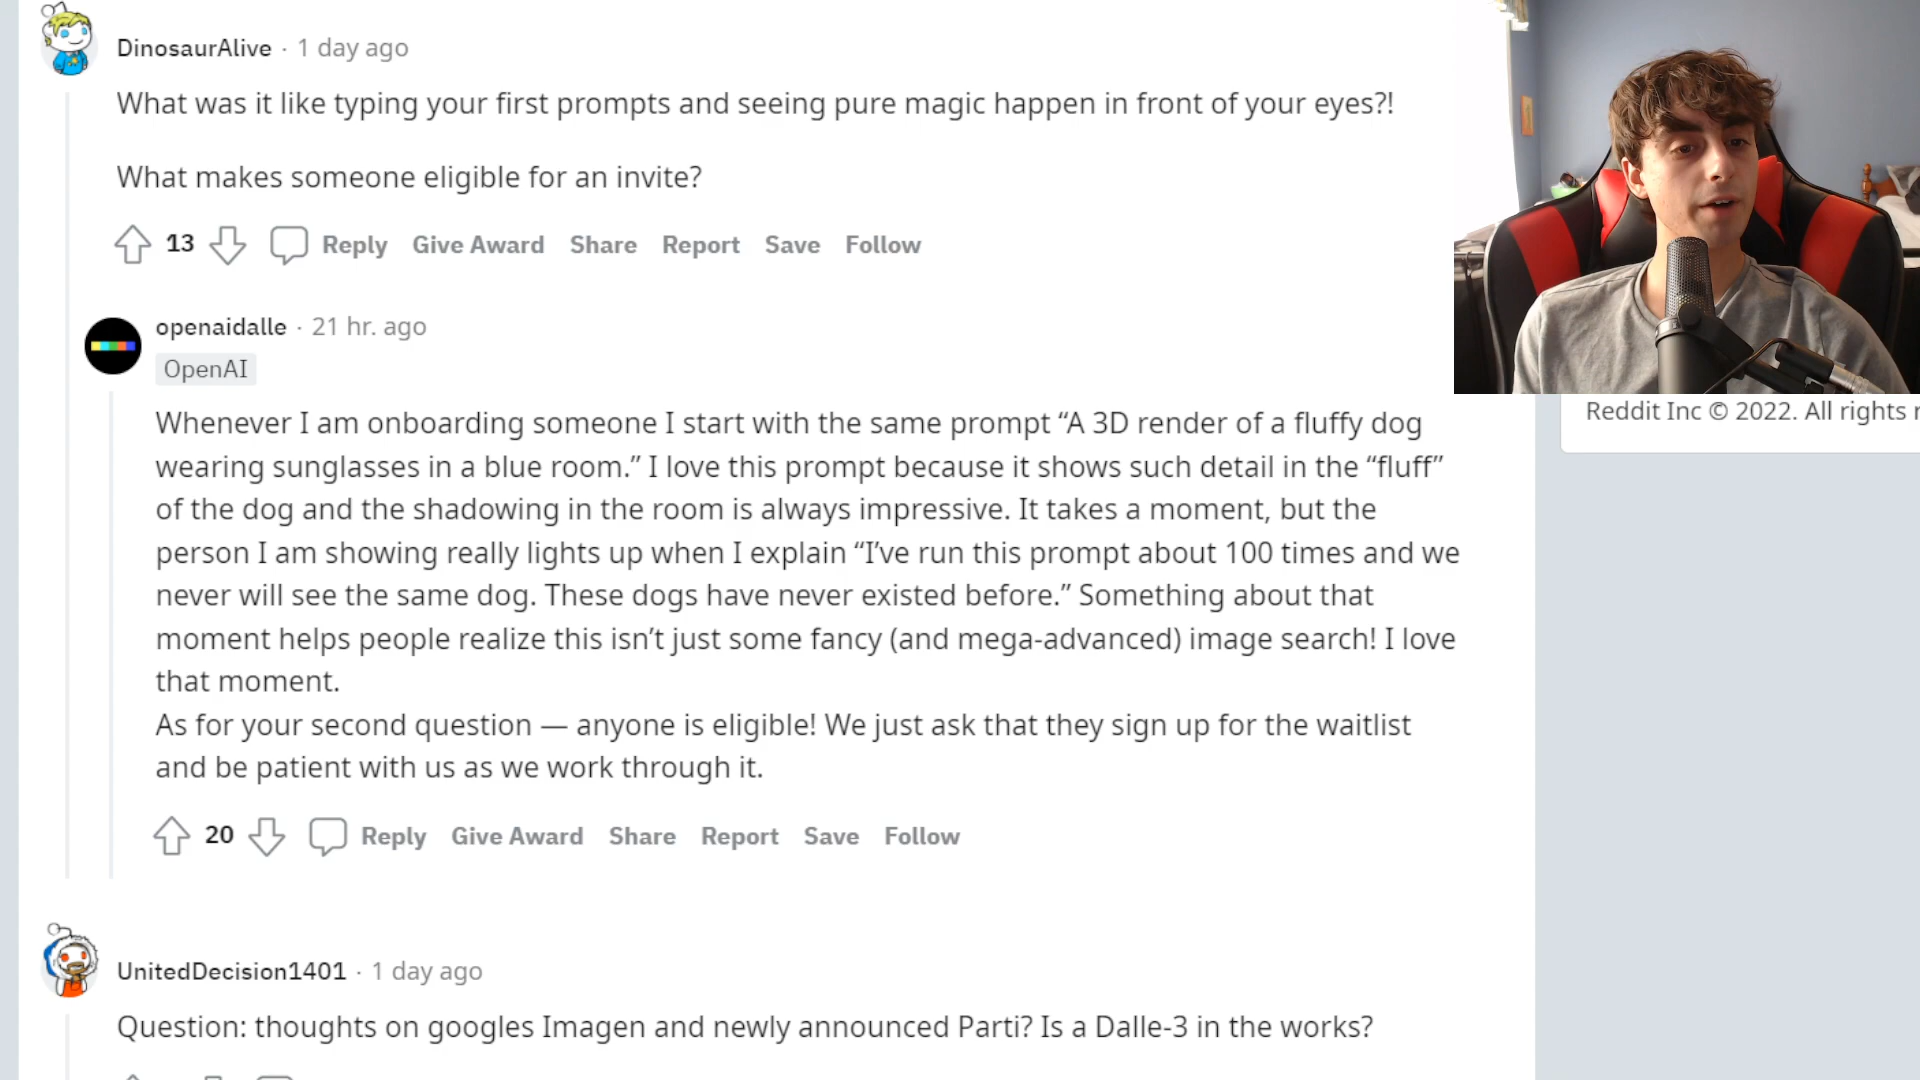 DinosaurAlive · 1 day ago
What was it like typing your first prompts and seeing pure magic happen in front of your eyes?!
What makes someone eligible for an invite?
13 Reply Give Award Share Report Save Follow
openaidalle · 21 hr. ago
OpenAI
Whenever I am onboarding someone I start with the same prompt “A 3D render of a fluffy dog
wearing sunglasses in a blue room.” I love this prompt because it shows such detail in the “fluff”
of the dog and the shadowing in the room is always impressive. It takes a moment, but the
person I am showing really lights up when I explain “I’ve run this prompt about 100 times and we
never will see the same dog. These dogs have never existed before.” Something about that
moment helps people realize this isn’t just some fancy (and mega-advanced) image search! I love
that moment.
As for your second question — anyone is eligible! We just ask that they sign up for the waitlist
and be patient with us as we work through it.
20 Reply Give Award Share Report Save Follow
UnitedDecision1401 · 1 day ago
Question: thoughts on googles Imagen and newly announced Parti? Is a Dalle-3 in the works?
Reddit Inc © 2022. All rights